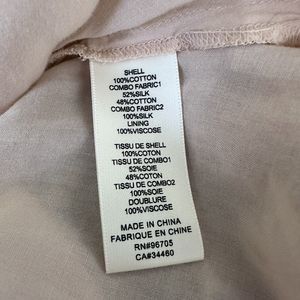 SHELL
100%COTTON
COMBO FABRIC1
52%SILK
48%COTTON
COMBO FABRIC2
100%SILK
LINING
100%VISCOSE
TISSU DE SHELL
100%COTON
TISSU DE COMBO1
52%SOIE
48%COTON
TISSU DE COMBO2
100%SOIE
DOUBLURE
100%VISCOSE
MADE IN CHINA
FABRIQUE EN CHINE
RN#96705
CA#34460